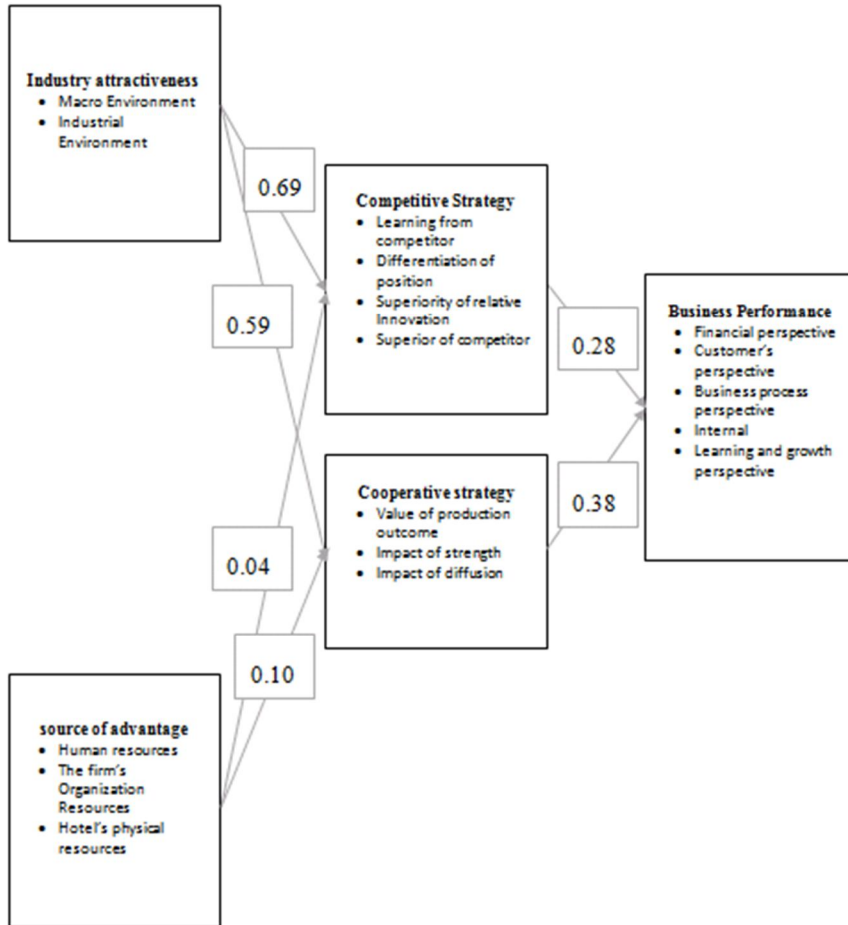 Industry attractiveness
• Macro Environment
• Industrial
Environment
0.69
0.59
Competitive Strategy
• Learning from
competitor
• Differentiation of
position
• Superiority of relative
Innovation
• Superior of competitor
0.28
Business Performance
• Financial perspective
• Customer's
perspective
• Business process
perspective
• Internal
• Learning and growth
perspective
Cooperative strategy
• Value of production
outcome
• Impact of strength
• Impact of diffusion
0.38
0.04
0.10
source of advantage
• Human resources
• The firm's
Organization
Resources
• Hotel's physical
resources